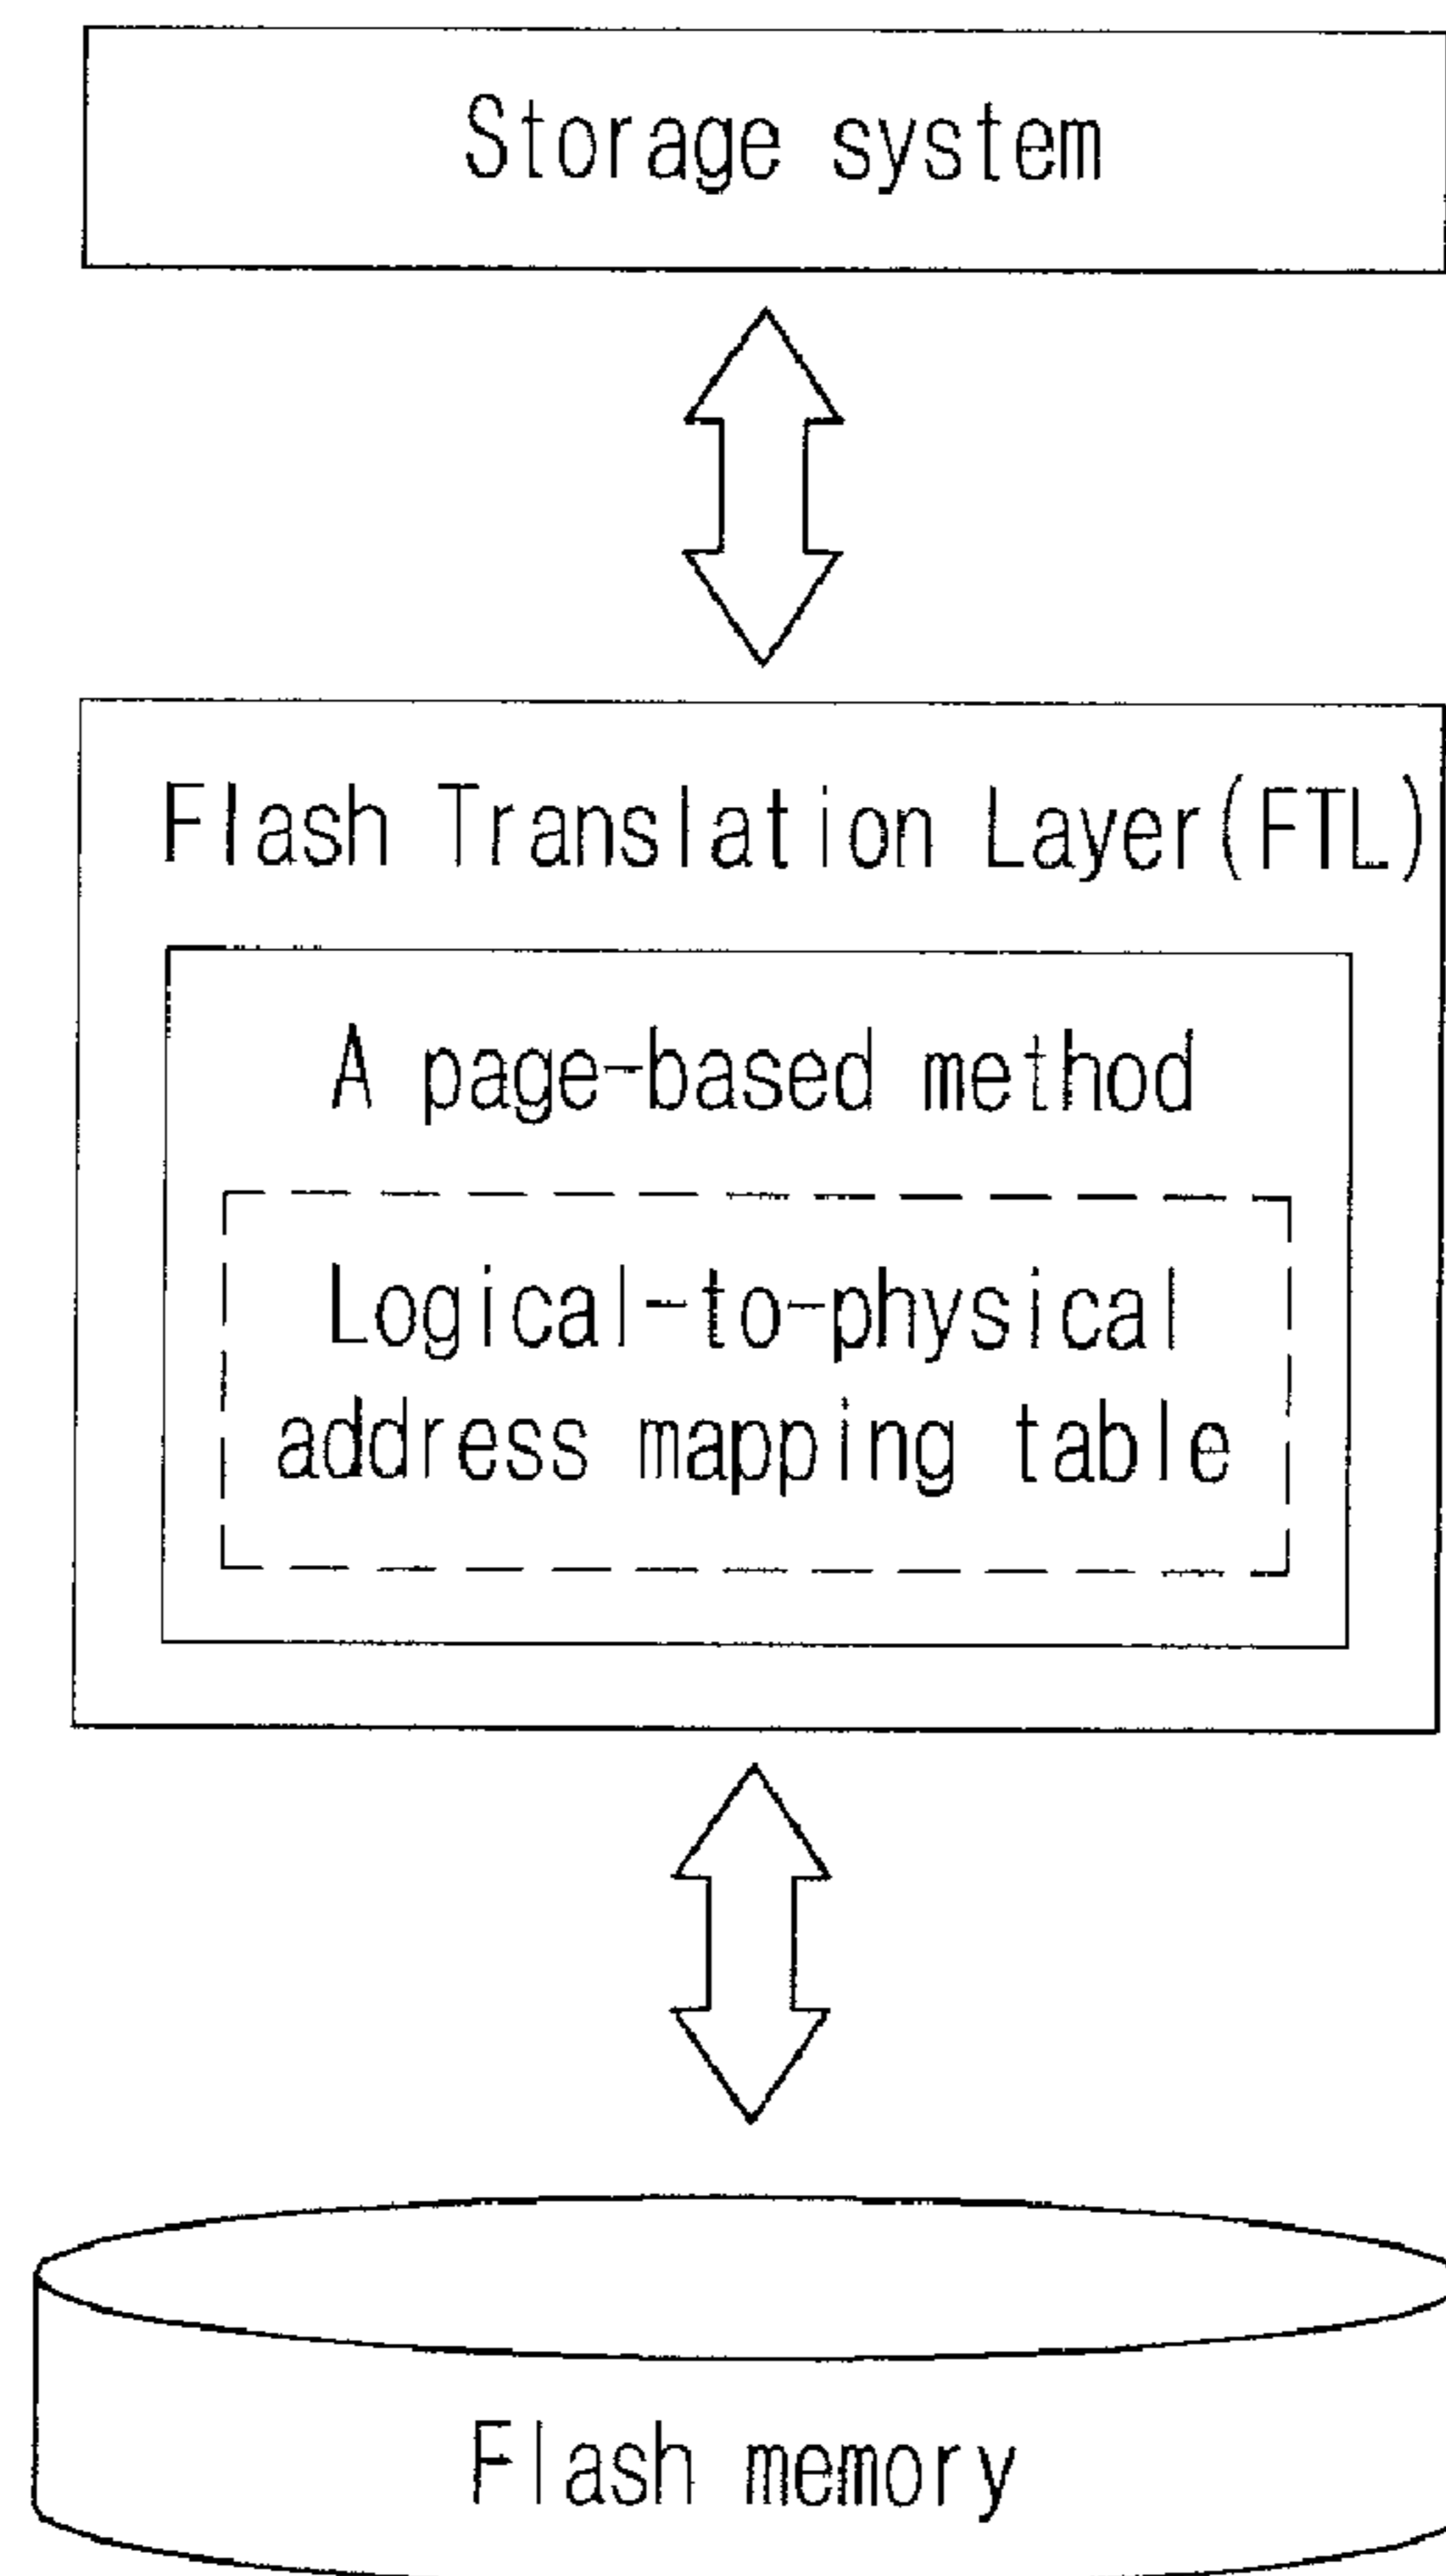 Storage system
Flash Translation Layer(FTL)
A page-based method
Logical-to-physical
address mapping table
Flash memory